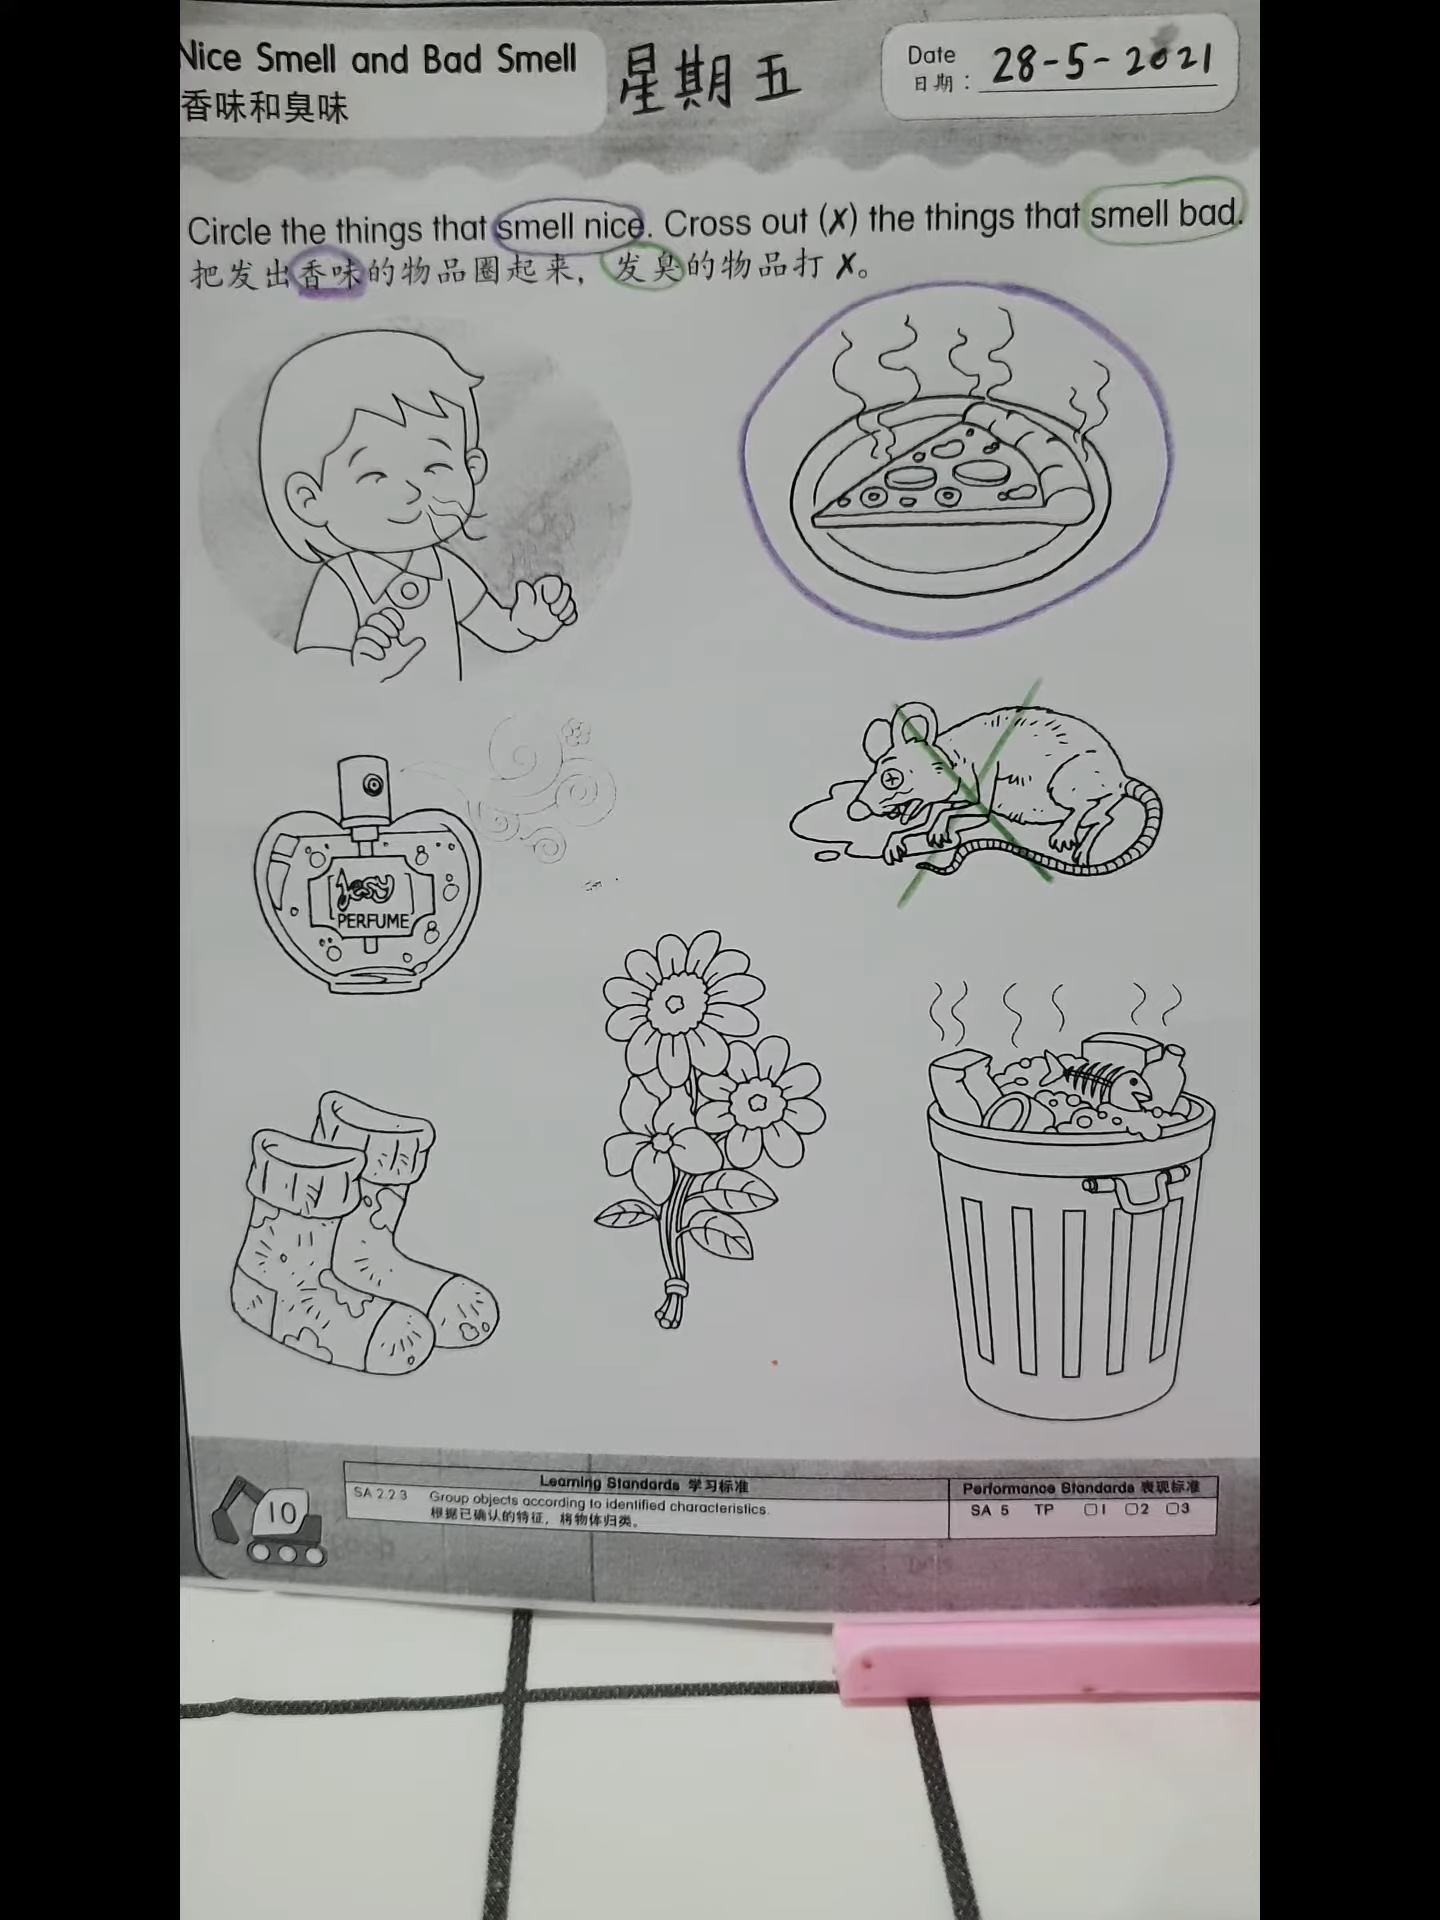 Nice Smell and Bad Smell
香味和臭味
星期五
Date
日期：28-5-2021
Circle the things that smell nice. Cross out (X) the things that smell bad.
把发出香味的物品圈起来，发臭的物品打 X。
PERFUME
10
Learning Standards 学习标准
SA 2.2.3 Group objects according to identified characteristics.
根据已确认的特征，将物体归类。
Performance Standards 表现标准
SA 5 TP □1 □2 □3